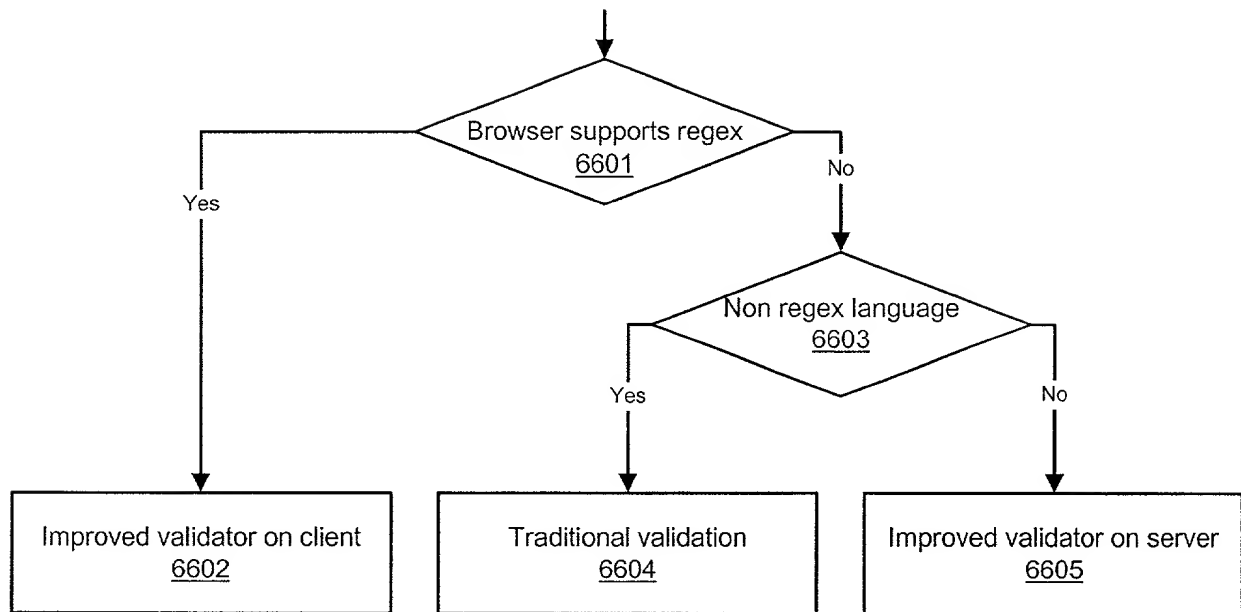 Browser supports regex
6601
Yes
No
Non regex language
6603
Yes
No
Improved validator on client
6602
Traditional validation
6604
Improved validator on server
6605